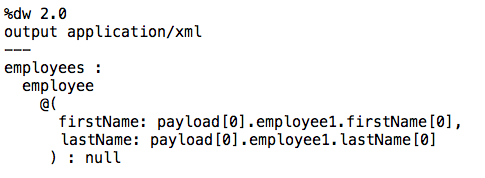 %dw 2.0
output application/xml
---
employees :
  employee
    @(
      firstName: payload[0].employee1.firstName[0],
      lastName: payload[0].employee1.lastName[0]
     ) : null